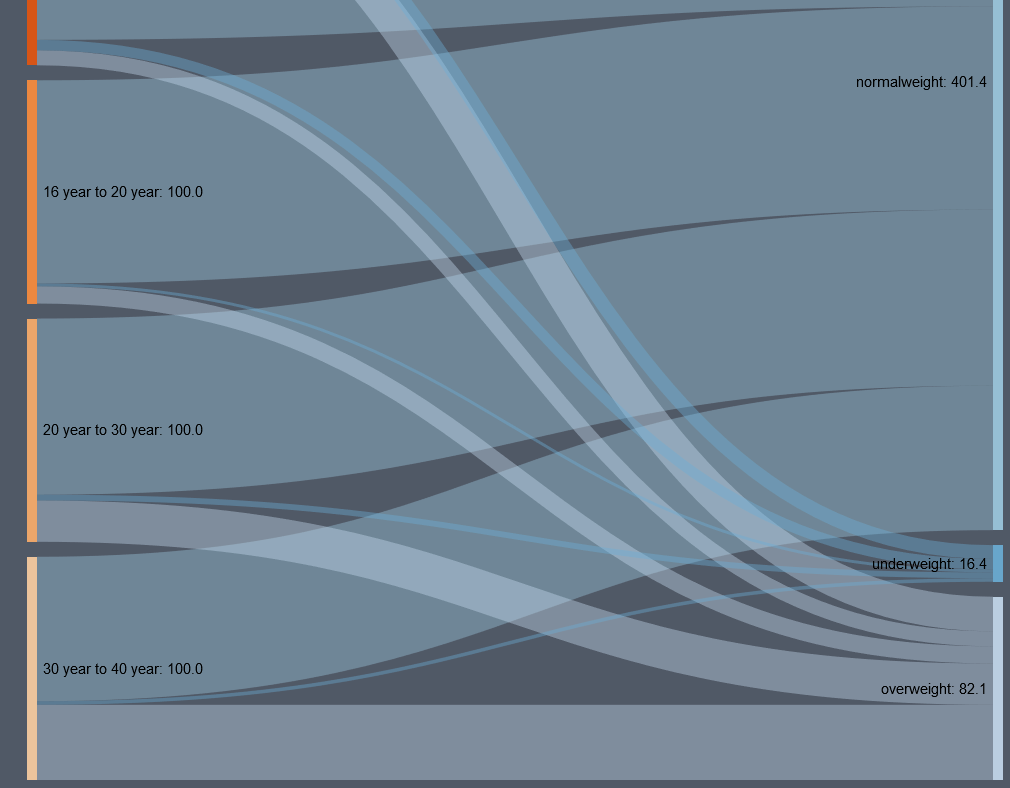 normalweight: 401.4
16 year to 20 year: 100.0
20 year to 30 year: 100.0
underweight: 16.4
30 year to 40 year: 100.0
overweight: 82.1